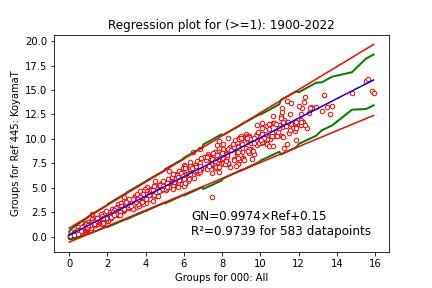 Regression plot for (>=1): 1900-2022
Groups for Ref 445: KoyamaT
20.0
17.5
15.0
12.5
10.0
7.5
5.0
2.5
0.0
GN=0.9974×Ref+0.15
R²=0.9739 for 583 datapoints
0 2 4 6 8 10 12 14 16
Groups for 000: All